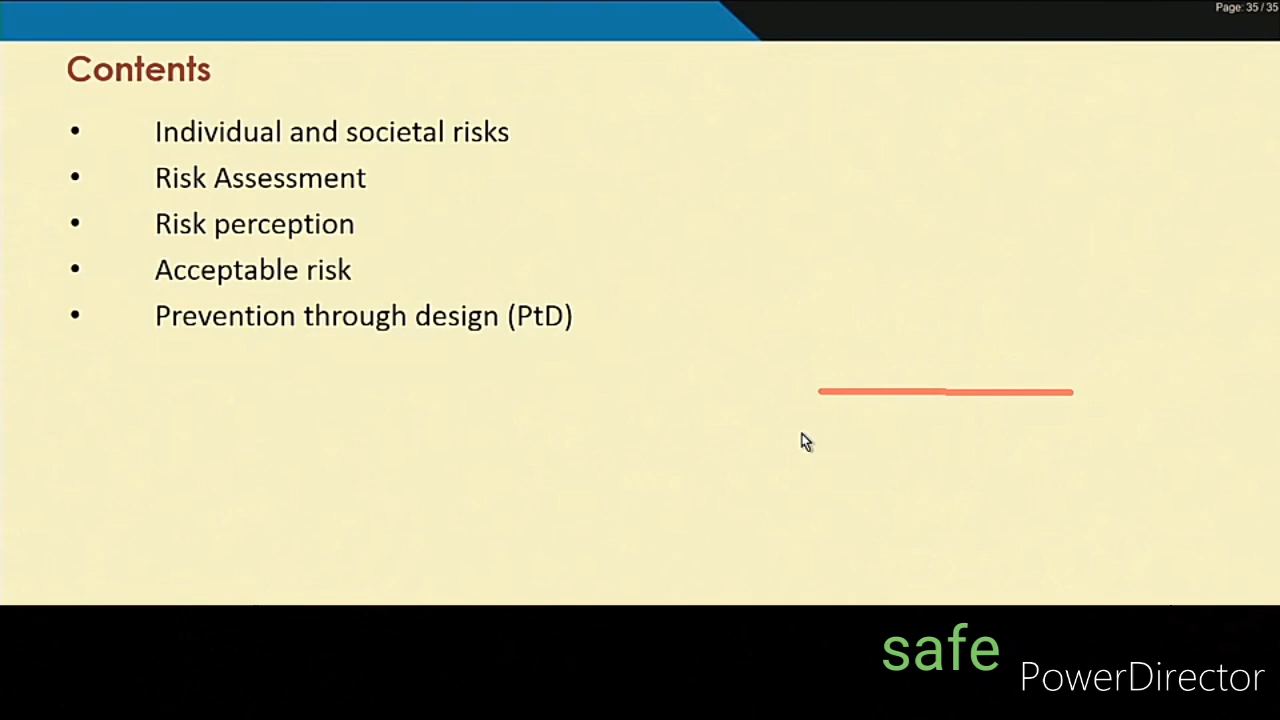 Page: 35 / 35
Contents
• Individual and societal risks
• Risk Assessment
• Risk perception
• Acceptable risk
• Prevention through design (PtD)
safe
PowerDirector